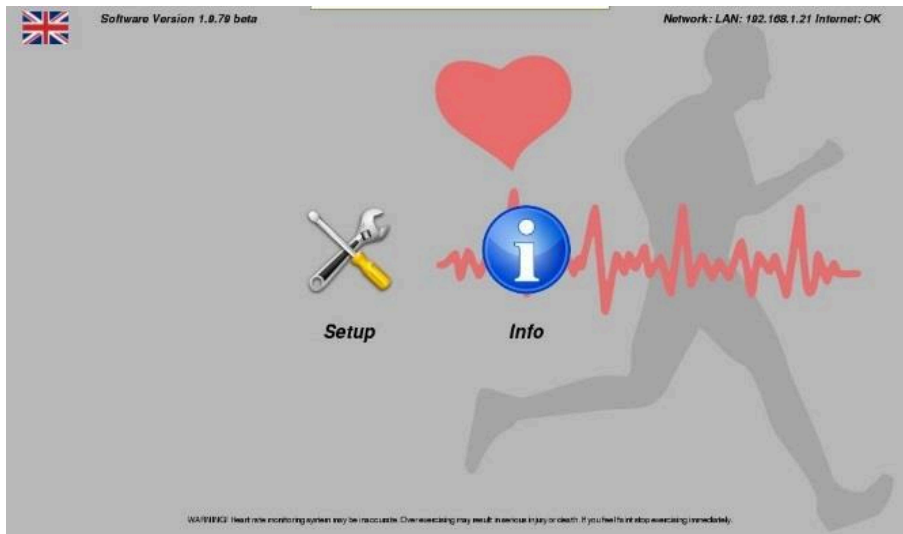 Software Version 1.9.79 beta
Network: LAN: 192.168.1.21 Internet: OK
Setup
Info
WARNING! Heart rate monitoring system may be inaccurate. Over exercising may result in serious injury or death. If you feel faint stop exercising immediately.